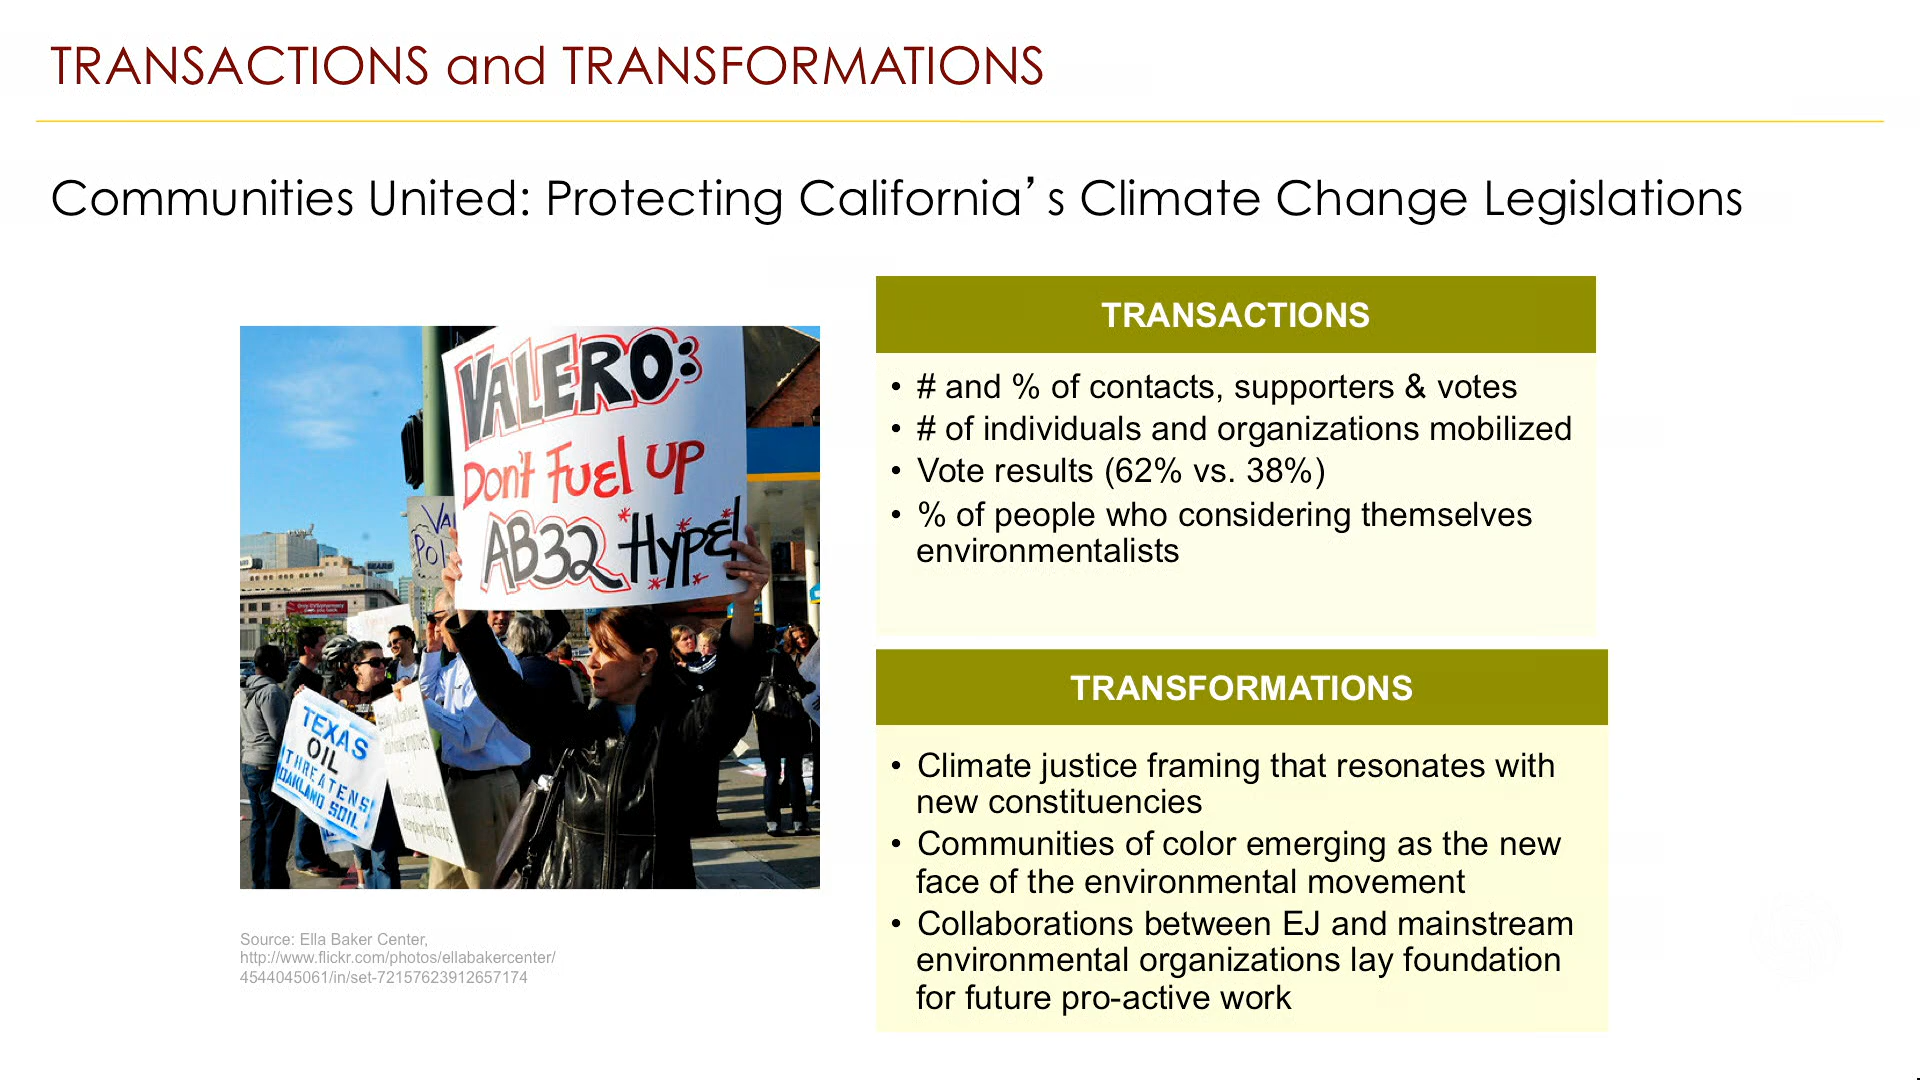 TRANSACTIONS and TRANSFORMATIONS
Communities United: Protecting California’s Climate Change Legislations
VALERO:
Don't Fuel UP
AB32 *Hype!
TEXAS
OIL
THREATENS
OAKLAND SOIL
Source: Ella Baker Center,
http://www.flickr.com/photos/ellabakercenter/
4544045061/in/set-72157623912657174
TRANSACTIONS
• # and % of contacts, supporters & votes
• # of individuals and organizations mobilized
• Vote results (62% vs. 38%)
• % of people who considering themselves
environmentalists
TRANSFORMATIONS
• Climate justice framing that resonates with
new constituencies
• Communities of color emerging as the new
face of the environmental movement
• Collaborations between EJ and mainstream
environmental organizations lay foundation
for future pro-active work